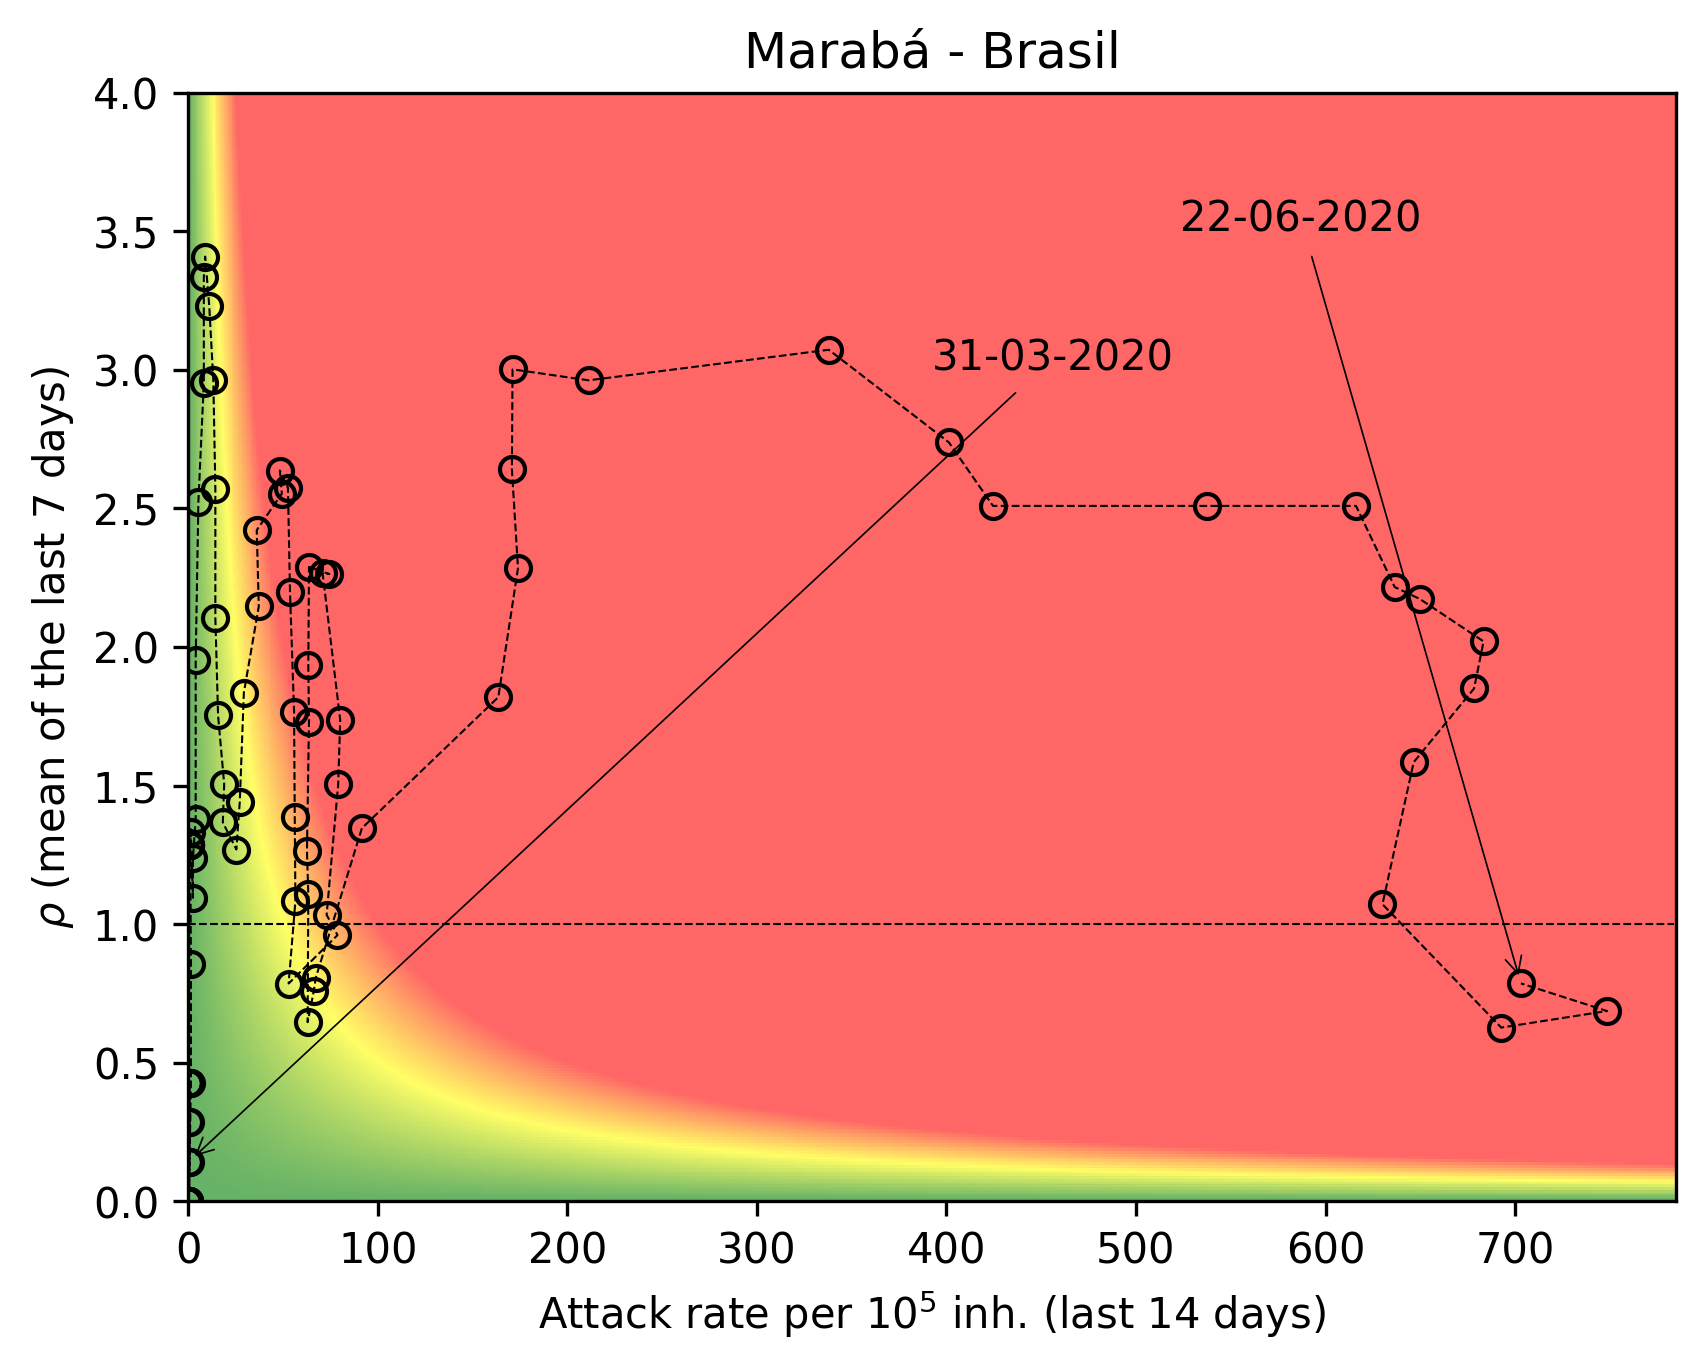 Marabá - Brasil
4.0
3.5
3.0
2.5
2.0
1.5
1.0
0.5
0.0
ρ (mean of the last 7 days)
22-06-2020
31-03-2020
0 100 200 300 400 500 600 700
Attack rate per 10⁵ inh. (last 14 days)